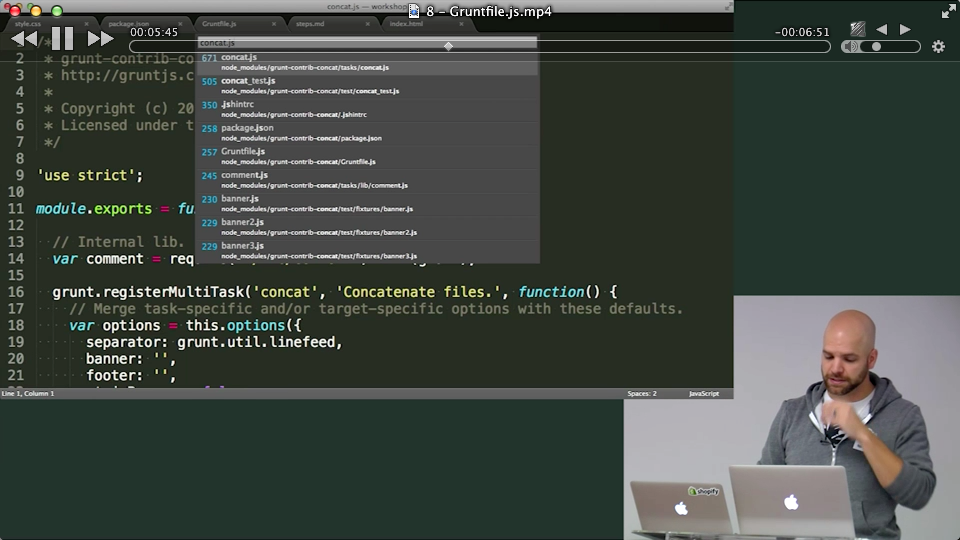 concat.js — worksho
8 – Gruntfile.js.mp4
style.css × package.json × Gruntfile.js × steps.md × index.html ×
00:05:45
-00:06:51
concat.js
671 concat.js
node_modules/grunt-contrib-concat/tasks/concat.js
505 concat_test.js
node_modules/grunt-contrib-concat/test/concat_test.js
350 .jshintrc
node_modules/grunt-contrib-concat/.jshintrc
258 package.json
node_modules/grunt-contrib-concat/package.json
257 Gruntfile.js
node_modules/grunt-contrib-concat/Gruntfile.js
245 comment.js
node_modules/grunt-contrib-concat/tasks/lib/comment.js
230 banner.js
node_modules/grunt-contrib-concat/test/fixtures/banner.js
229 banner2.js
node_modules/grunt-contrib-concat/test/fixtures/banner2.js
229 banner3.js
node_modules/grunt-contrib-concat/test/fixtures/banner3.js
/*
2 * grunt-contrib-co
3 * http://gruntjs.c
4 *
5 * Copyright (c) 20
6 * Licensed under t
7 */
8
9 'use strict';
10
11 module.exports = fu
12
13 // Internal lib.
14 var comment = req
15
16 grunt.registerMultiTask('concat', 'Concatenate files.', function() {
17 // Merge task-specific and/or target-specific options with these defaults.
18 var options = this.options({
19 separator: grunt.util.linefeed,
20 banner: '',
21 footer: '',
Line 1, Column 1
Spaces: 2
JavaScript
shopify